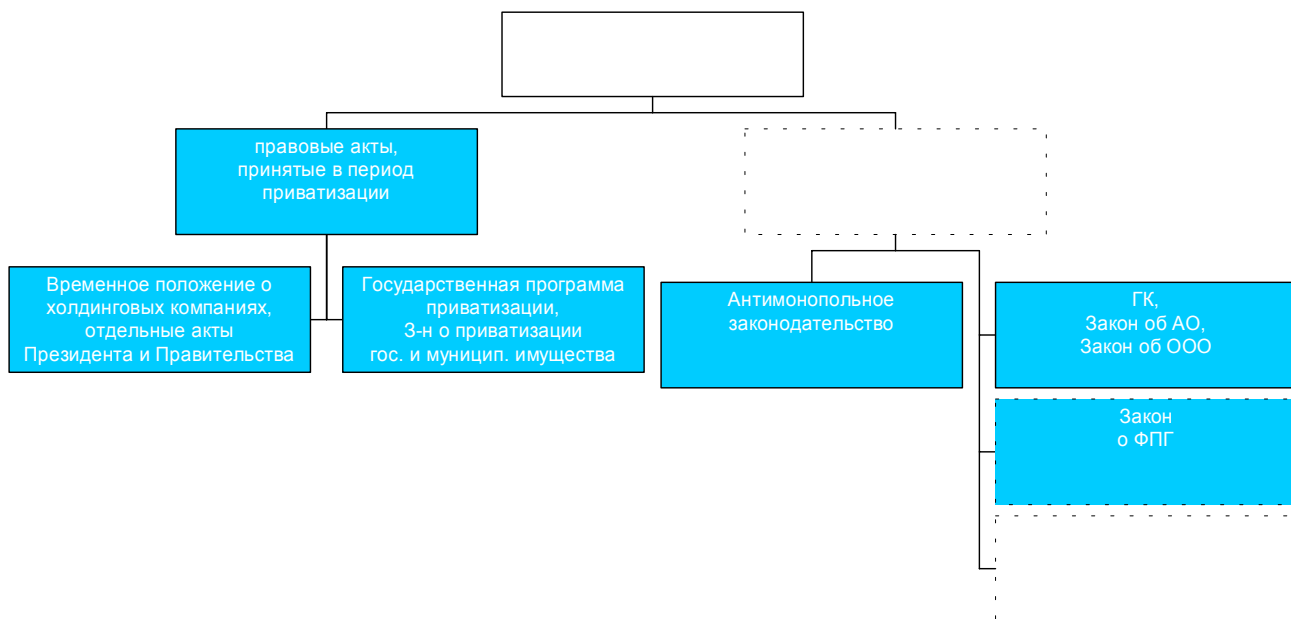 правовые акты,
принятые в период
приватизации
Временное положение о
холдинговых компаниях,
отдельные акты
Президента и Правительства
Государственная программа
приватизации,
З-н о приватизации
гос. и муницип. имущества
Антимонопольное
законодательство
ГК,
Закон об АО,
Закон об ООО
Закон
о ФПГ